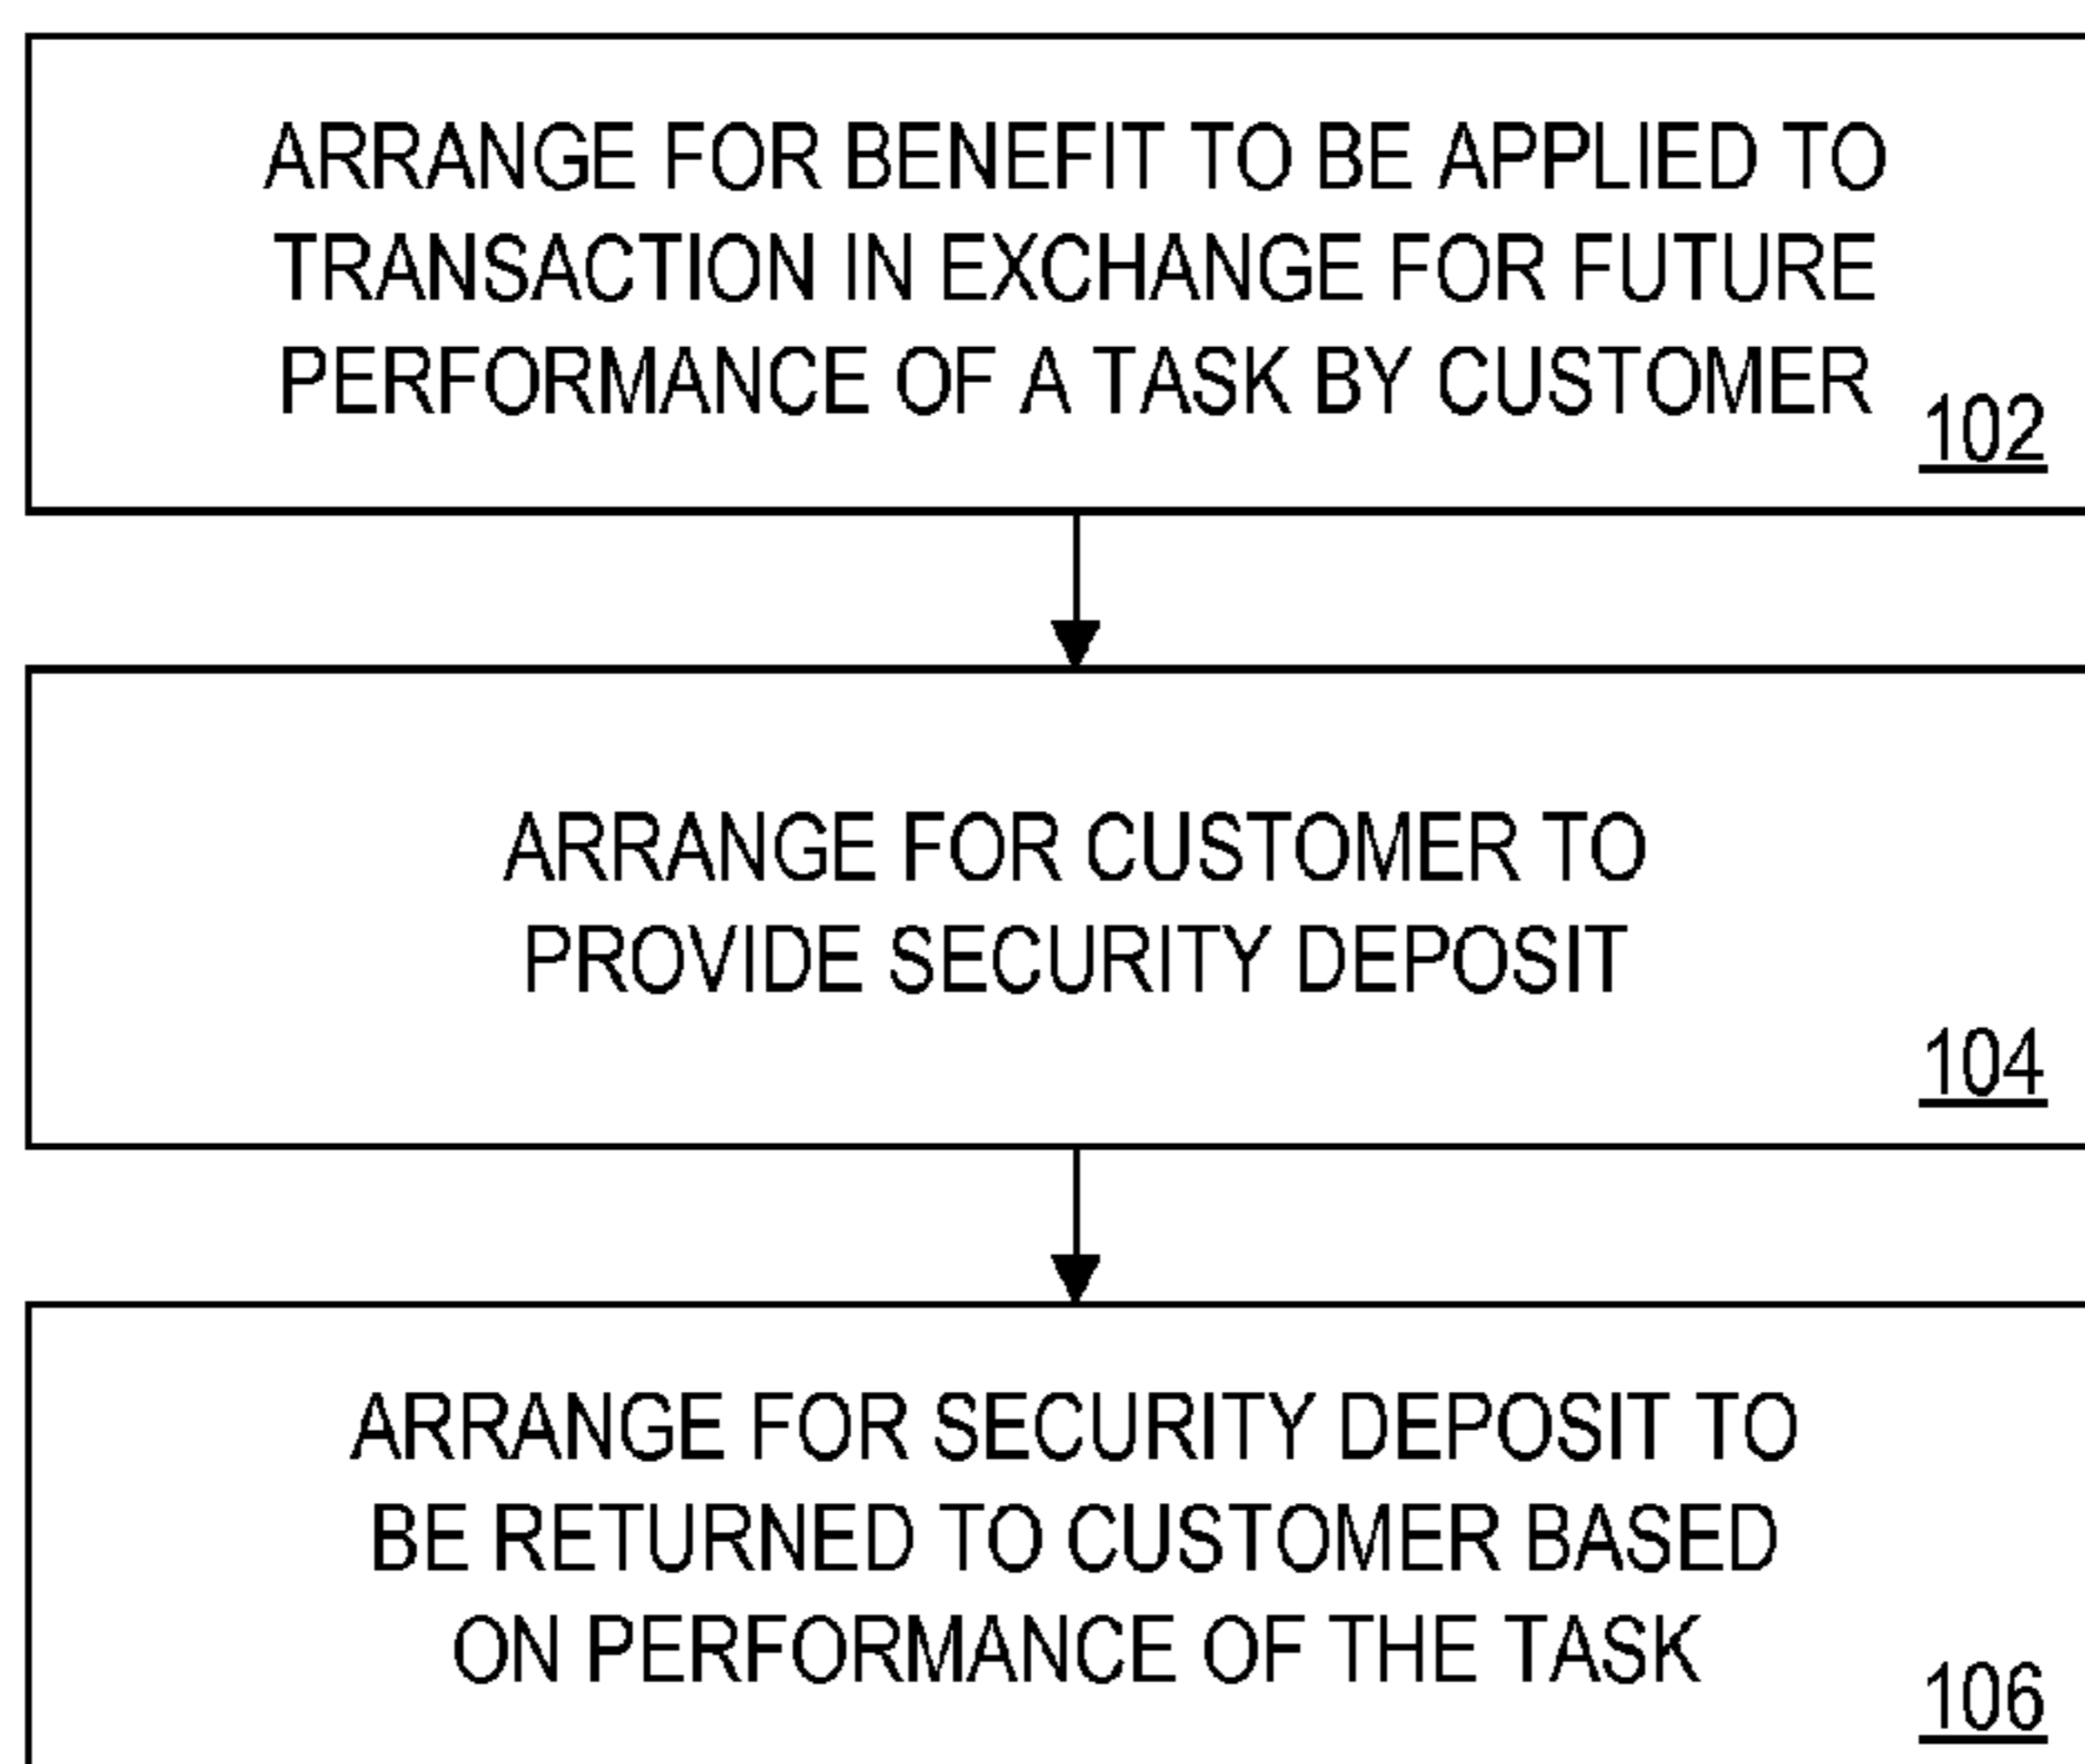 ARRANGE FOR BENEFIT TO BE APPLIED TO
TRANSACTION IN EXCHANGE FOR FUTURE
PERFORMANCE OF A TASK BY CUSTOMER
102
ARRANGE FOR CUSTOMER TO
PROVIDE SECURITY DEPOSIT
104
ARRANGE FOR SECURITY DEPOSIT TO
BE RETURNED TO CUSTOMER BASED
ON PERFORMANCE OF THE TASK
106